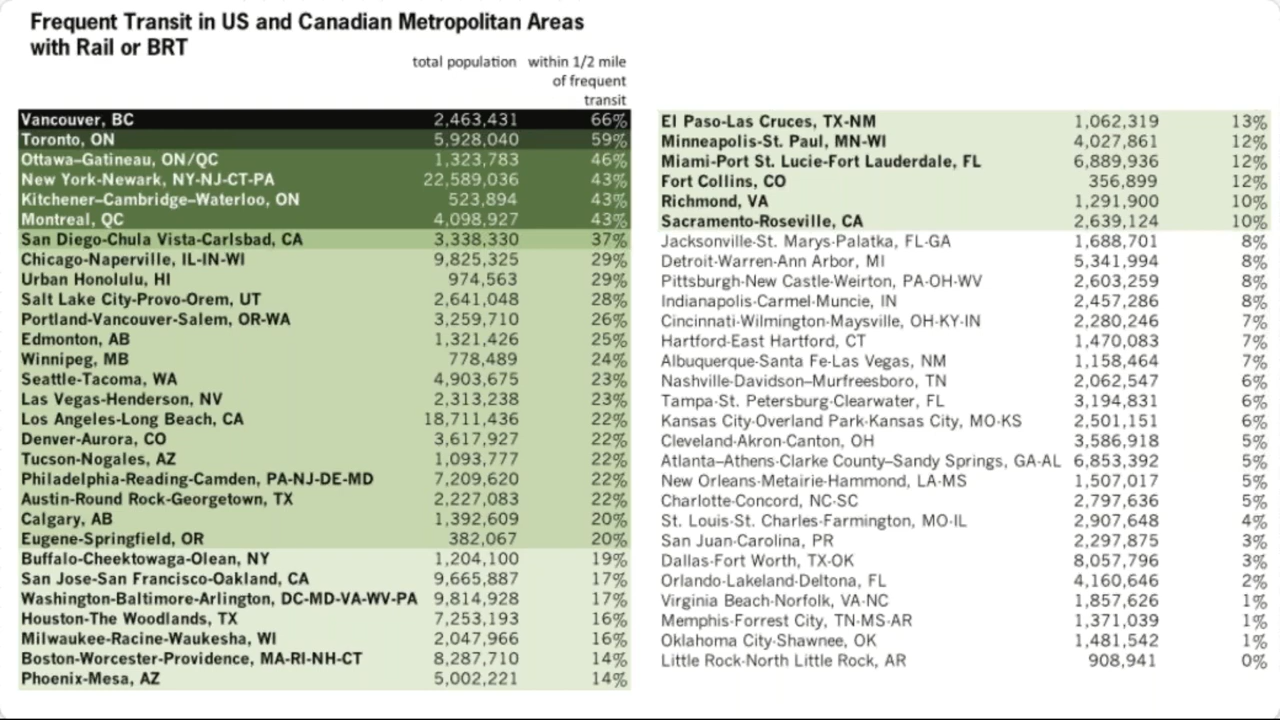 Frequent Transit in US and Canadian Metropolitan Areas
with Rail or BRT
total population within 1/2 mile
of frequent
transit
Vancouver, BC 2,463,431 66%
Toronto, ON 5,928,040 59%
Ottawa–Gatineau, ON/QC 1,323,783 46%
New York-Newark, NY-NJ-CT-PA 22,589,036 43%
Kitchener–Cambridge–Waterloo, ON 523,894 43%
Montreal, QC 4,098,927 43%
San Diego-Chula Vista-Carlsbad, CA 3,338,330 37%
Chicago-Naperville, IL-IN-WI 9,825,325 29%
Urban Honolulu, HI 974,563 29%
Salt Lake City-Provo-Orem, UT 2,641,048 28%
Portland-Vancouver-Salem, OR-WA 3,259,710 26%
Edmonton, AB 1,321,426 25%
Winnipeg, MB 778,489 24%
Seattle-Tacoma, WA 4,903,675 23%
Las Vegas-Henderson, NV 2,313,238 23%
Los Angeles-Long Beach, CA 18,711,436 22%
Denver-Aurora, CO 3,617,927 22%
Tucson-Nogales, AZ 1,093,777 22%
Philadelphia-Reading-Camden, PA-NJ-DE-MD 7,209,620 22%
Austin-Round Rock-Georgetown, TX 2,227,083 22%
Calgary, AB 1,392,609 20%
Eugene-Springfield, OR 382,067 20%
Buffalo-Cheektowaga-Olean, NY 1,204,100 19%
San Jose-San Francisco-Oakland, CA 9,665,887 17%
Washington-Baltimore-Arlington, DC-MD-VA-WV-PA 9,814,928 17%
Houston-The Woodlands, TX 7,253,193 16%
Milwaukee-Racine-Waukesha, WI 2,047,966 16%
Boston-Worcester-Providence, MA-RI-NH-CT 8,287,710 14%
Phoenix-Mesa, AZ 5,002,221 14%
El Paso-Las Cruces, TX-NM 1,062,319 13%
Minneapolis-St. Paul, MN-WI 4,027,861 12%
Miami-Port St. Lucie-Fort Lauderdale, FL 6,889,936 12%
Fort Collins, CO 356,899 12%
Richmond, VA 1,291,900 10%
Sacramento-Roseville, CA 2,639,124 10%
Jacksonville-St. Marys-Palatka, FL-GA 1,688,701 8%
Detroit-Warren-Ann Arbor, MI 5,341,994 8%
Pittsburgh-New Castle-Weirton, PA-OH-WV 2,603,259 8%
Indianapolis-Carmel-Muncie, IN 2,457,286 8%
Cincinnati-Wilmington-Maysville, OH-KY-IN 2,280,246 7%
Hartford-East Hartford, CT 1,470,083 7%
Albuquerque-Santa Fe-Las Vegas, NM 1,158,464 7%
Nashville-Davidson–Murfreesboro, TN 2,062,547 6%
Tampa-St. Petersburg-Clearwater, FL 3,194,831 6%
Kansas City-Overland Park-Kansas City, MO-KS 2,501,151 6%
Cleveland-Akron-Canton, OH 3,586,918 5%
Atlanta–Athens-Clarke County–Sandy Springs, GA-AL 6,853,392 5%
New Orleans-Metairie-Hammond, LA-MS 1,507,017 5%
Charlotte-Concord, NC-SC 2,797,636 5%
St. Louis-St. Charles-Farmington, MO-IL 2,907,648 4%
San Juan-Carolina, PR 2,297,875 3%
Dallas-Fort Worth, TX-OK 8,057,796 3%
Orlando-Lakeland-Deltona, FL 4,160,646 2%
Virginia Beach-Norfolk, VA-NC 1,857,626 1%
Memphis-Forrest City, TN-MS-AR 1,371,039 1%
Oklahoma City-Shawnee, OK 1,481,542 1%
Little Rock-North Little Rock, AR 908,941 0%